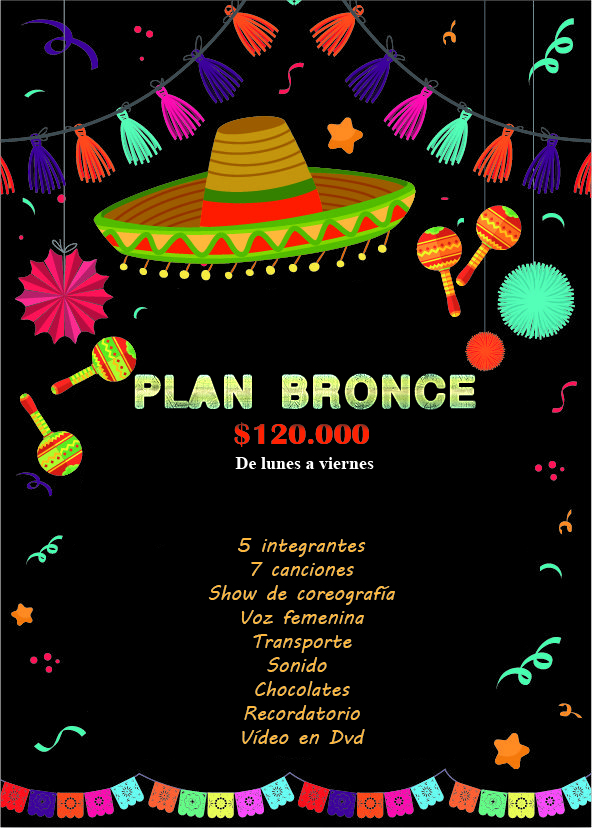 PLAN BRONCE
$120.000
De lunes a viernes
5 integrantes
7 canciones
Show de coreografía
Voz femenina
Transporte
Sonido
Chocolates
Recordatorio
Vídeo en Dvd